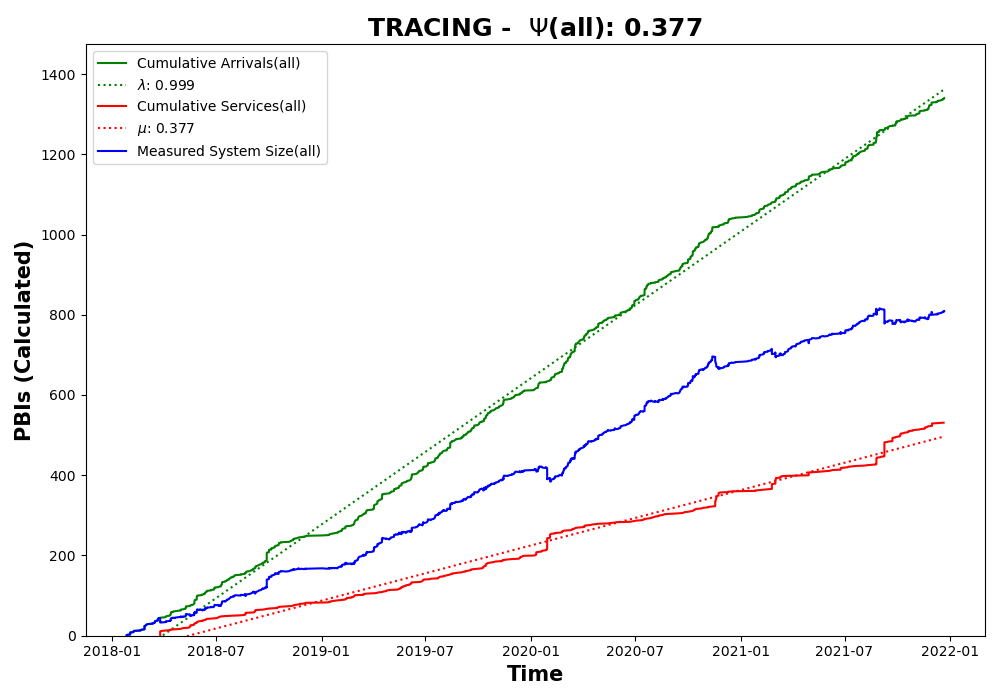 TRACING - Ψ(all): 0.377
Cumulative Arrivals(all)
λ: 0.999
Cumulative Services(all)
μ: 0.377
Measured System Size(all)
PBIs (Calculated)
1400
1200
1000
800
600
400
200
0
2018-01 2018-07 2019-01 2019-07 2020-01 2020-07 2021-01 2021-07 2022-01
Time